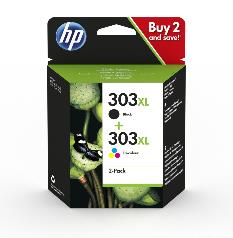 hp
Buy 2
and save!
303XL
Black
+
303XL
Tri-colour
2-Pack